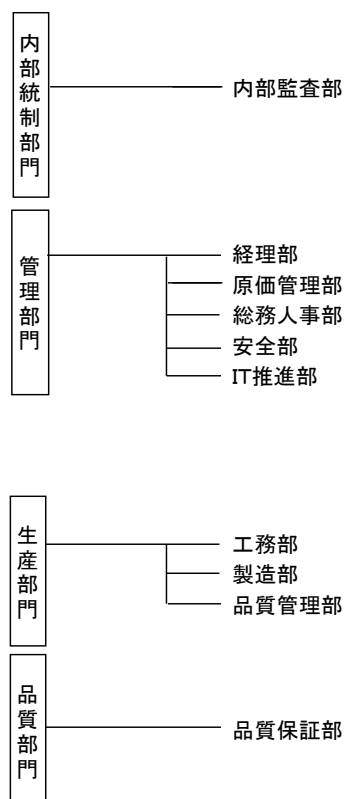 内部統制部門
内部監査部
管理部門
経理部
原価管理部
総務人事部
安全部
IT推進部
生産部門
工務部
製造部
品質管理部
品質部門
品質保証部